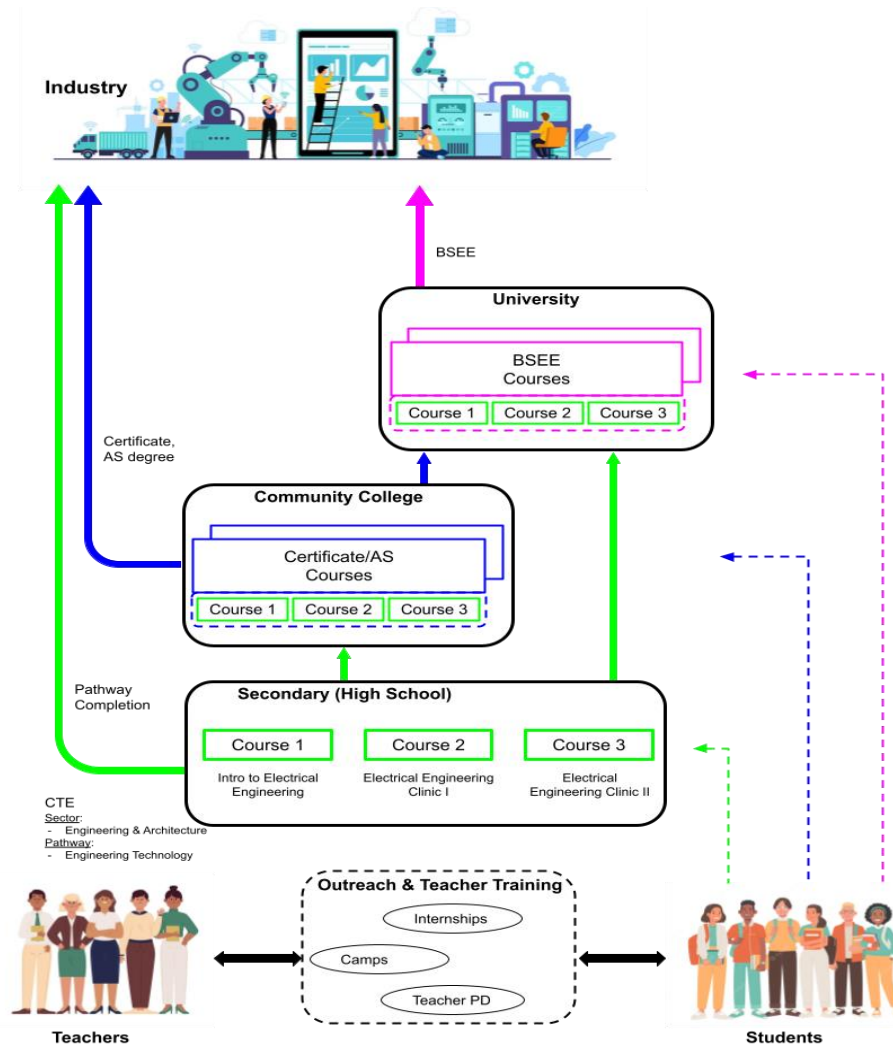 Industry
BSEE
University
BSEE
Courses
Course 1 Course 2 Course 3
Certificate,
AS degree
Community College
Certificate/AS
Courses
Course 1 Course 2 Course 3
Pathway
Completion
Secondary (High School)
Course 1 Course 2 Course 3
Intro to Electrical
Engineering
Electrical Engineering
Clinic I
Electrical
Engineering Clinic II
CTE
Sector:
- Engineering & Architecture
Pathway:
- Engineering Technology
Outreach & Teacher Training
Internships
Camps
Teacher PD
Teachers
Students